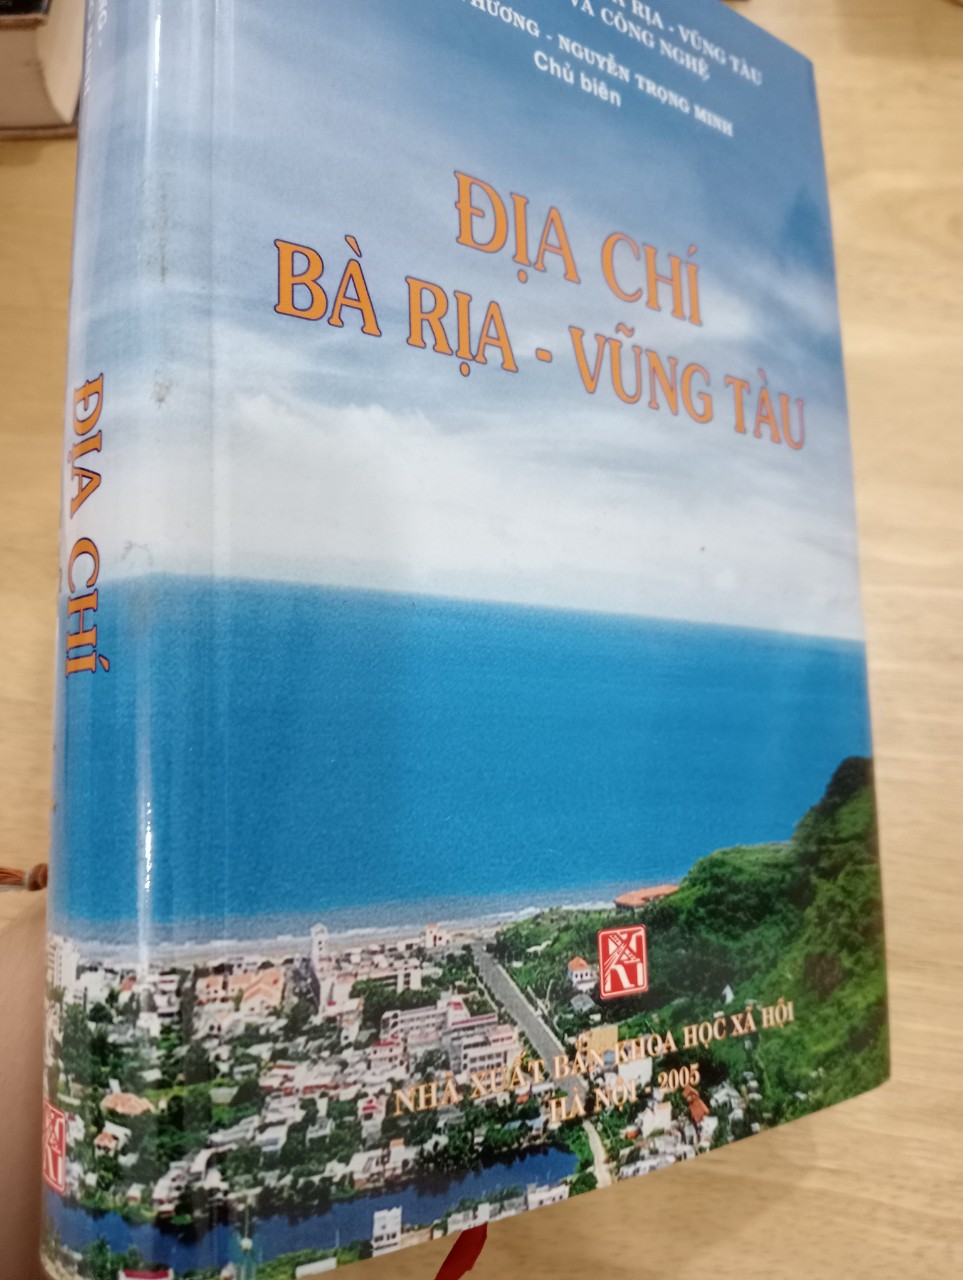 RỊA - VŨNG TÀU
VÀ CÔNG NGHỆ
NGUYỄN TRỌNG MINH
Chủ biên
ĐỊA CHÍ
BÀ RỊA - VŨNG TÀU
NHÀ XUẤT BẢN KHOA HỌC XÃ HỘI
HÀ NỘI - 2005
ĐỊA CHÍ